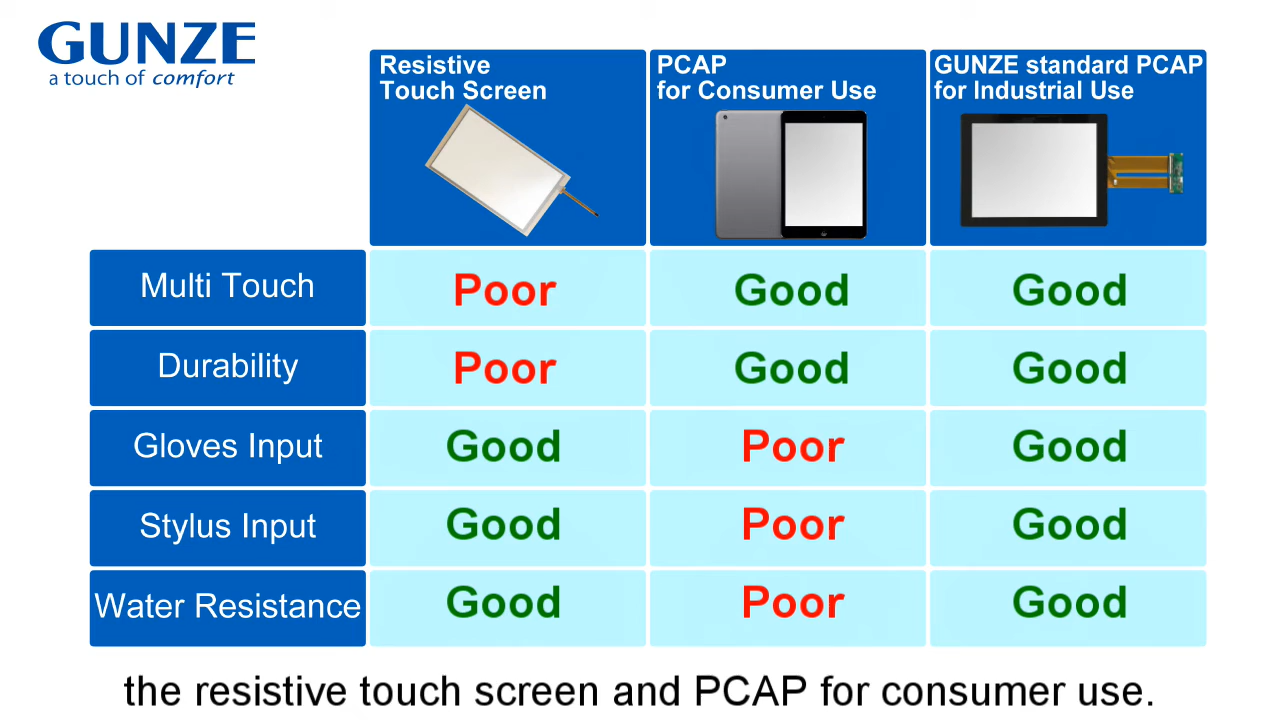 GUNZE
a touch of comfort
Resistive
Touch Screen
PCAP
for Consumer Use
GUNZE standard PCAP
for Industrial Use
Multi Touch
Poor
Good
Good
Durability
Poor
Good
Good
Gloves Input
Good
Poor
Good
Stylus Input
Good
Poor
Good
Water Resistance
Good
Poor
Good
the resistive touch screen and PCAP for consumer use.